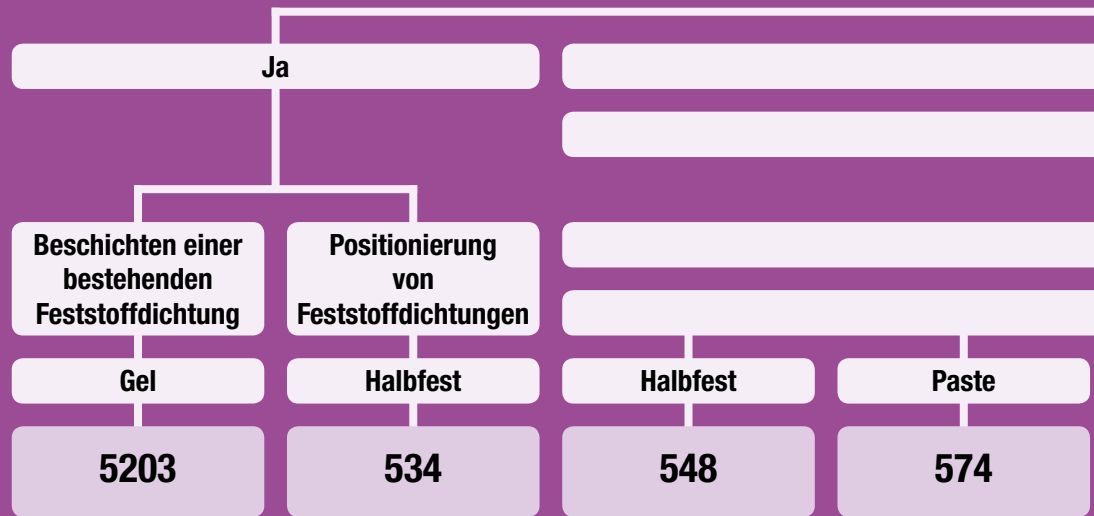 Ja
Beschichten einer
bestehenden
Feststoffdichtung
Positionierung
von
Feststoffdichtungen
Gel
Halbfest
Halbfest
Paste
5203
534
548
574